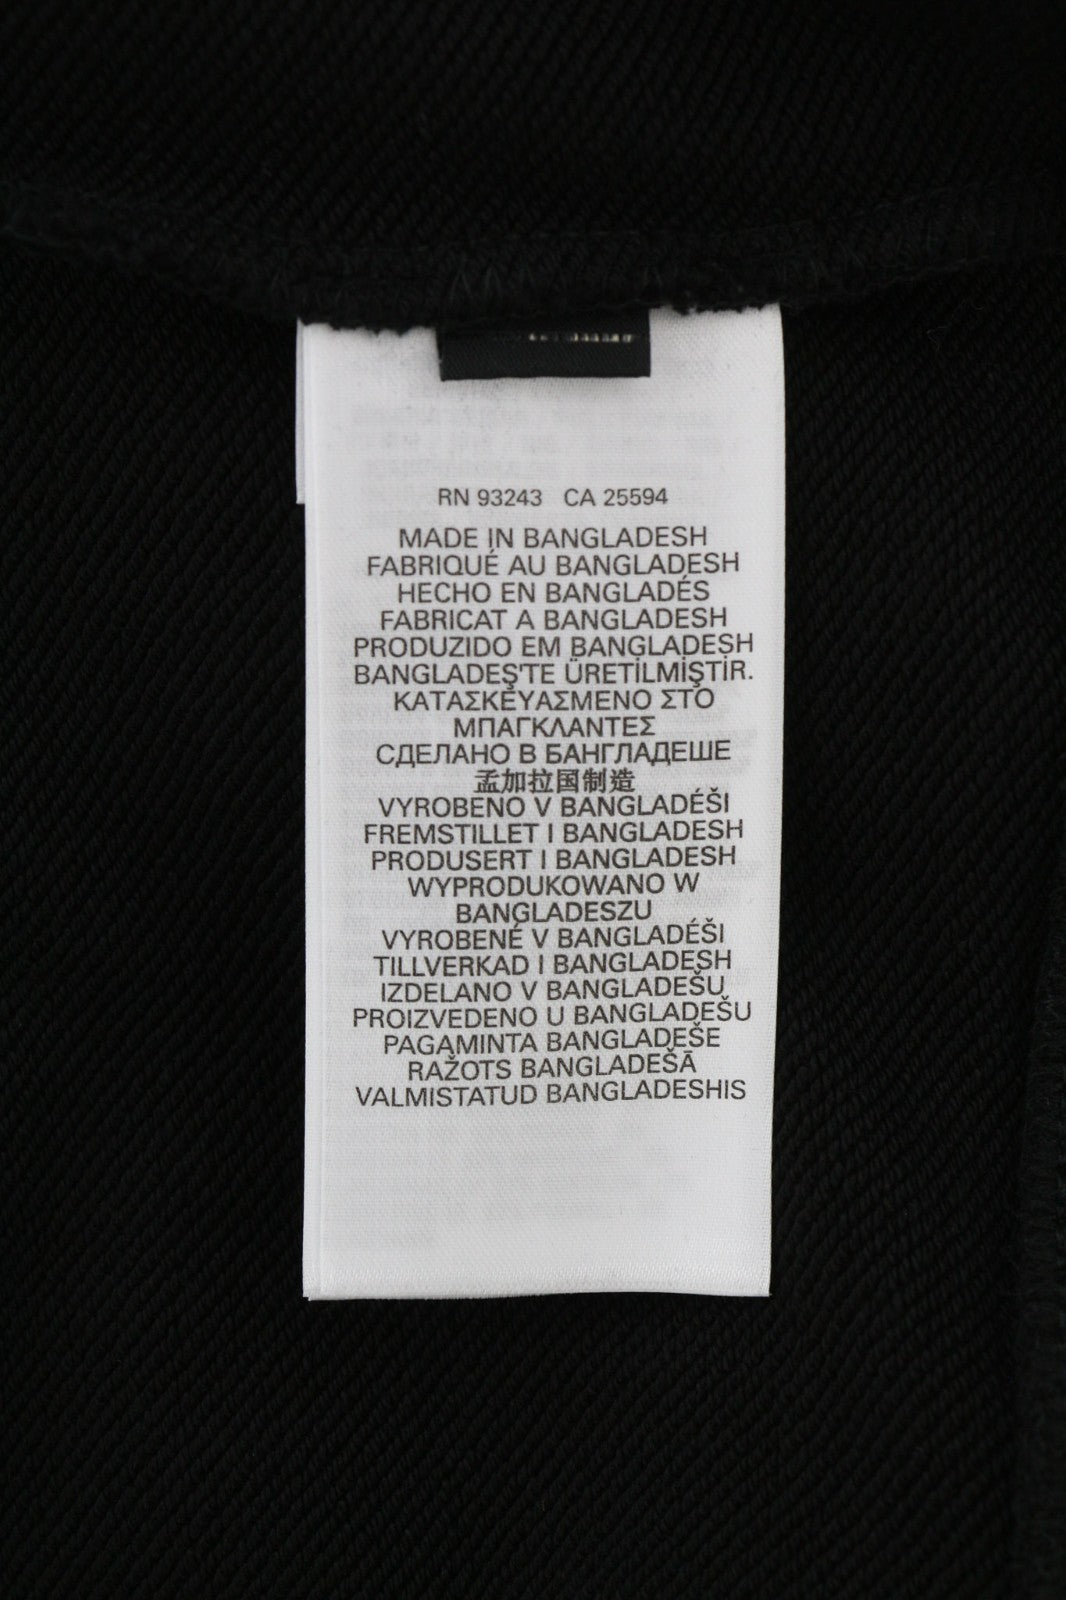 RN 93243 CA 25594
MADE IN BANGLADESH
FABRIQUÉ AU BANGLADESH
HECHO EN BANGLADÉS
FABRICAT A BANGLADESH
PRODUZIDO EM BANGLADESH
BANGLADEŞ'TE ÜRETİLMİŞTİR.
ΚΑΤΑΣΚΕΥΑΣΜΕΝΟ ΣΤΟ
ΜΠΑΓΚΛΑΝΤΕΣ
СДЕЛАНО В БАНГЛАДЕШЕ
孟加拉国制造
VYROBENO V BANGLADÉŠI
FREMSTILLET I BANGLADESH
PRODUSERT I BANGLADESH
WYPRODUKOWANO W
BANGLADESZU
VYROBENÉ V BANGLADÉŠI
TILLVERKAD I BANGLADESH
IZDELANO V BANGLADEŠU
PROIZVEDENO U BANGLADEŠU
PAGAMINTA BANGLADEŠE
RAŽOTS BANGLADEŠĀ
VALMISTATUD BANGLADESHIS